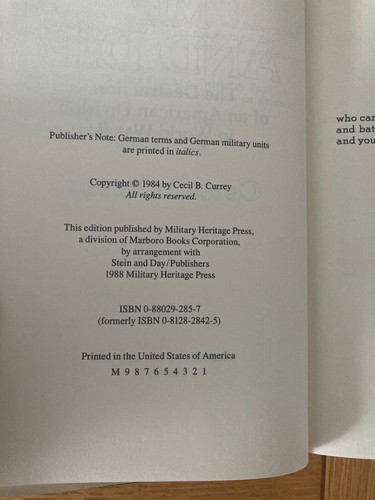 Publisher's Note: German terms and German military units
are printed in italics.
Copyright © 1984 by Cecil B. Currey
All rights reserved.
This edition published by Military Heritage Press,
a division of Marboro Books Corporation,
by arrangement with
Stein and Day/Publishers
1988 Military Heritage Press
ISBN 0-88029-285-7
(formerly ISBN 0-8128-2842-5)
Printed in the United States of America
M 9 8 7 6 5 4 3 2 1
who car
and bat
and you